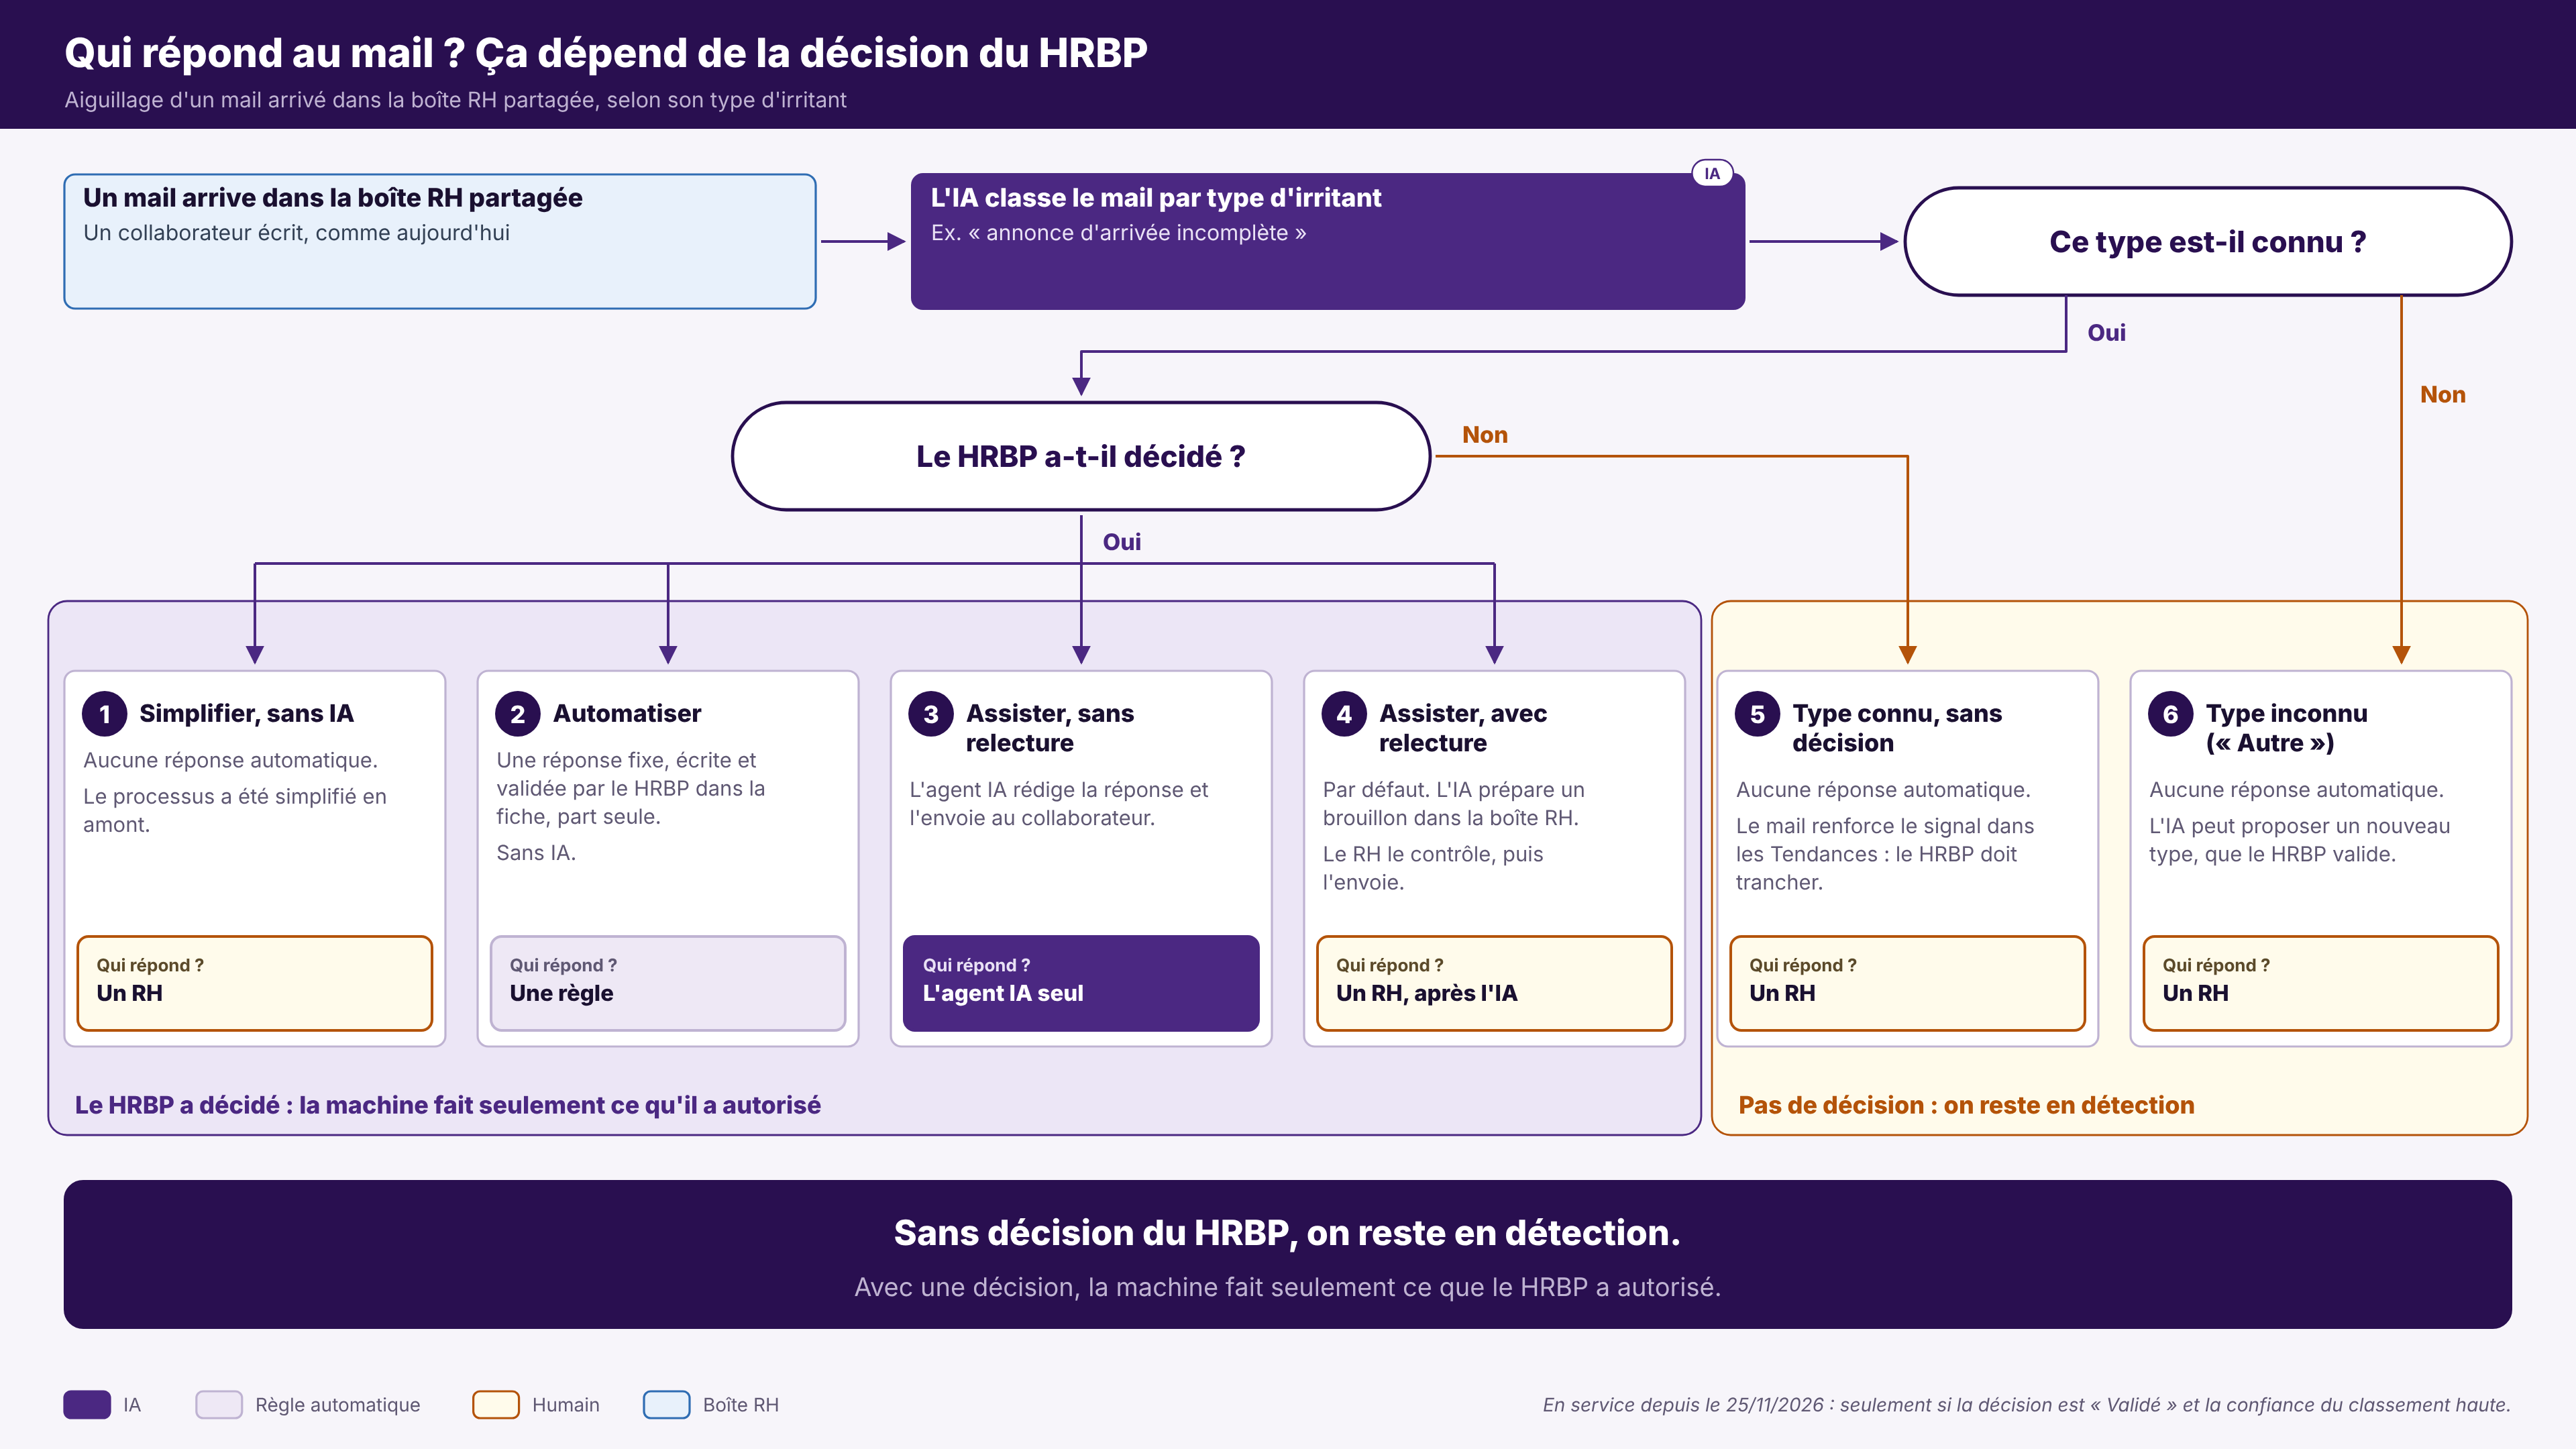 Qui répond au mail ? Ça dépend de la décision du HRBP
Aiguillage d'un mail arrivé dans la boîte RH partagée, selon son type d'irritant
Un mail arrive dans la boîte RH partagée
Un collaborateur écrit, comme aujourd'hui
IA
L'IA classe le mail par type d'irritant
Ex. « annonce d'arrivée incomplète »
Ce type est-il connu ?
Oui
Non
Le HRBP a-t-il décidé ?
Non
Oui
1 Simplifier, sans IA
Aucune réponse automatique.
Le processus a été simplifié en
amont.
Qui répond ?
Un RH
2 Automatiser
Une réponse fixe, écrite et
validée par le HRBP dans la
fiche, part seule.
Sans IA.
Qui répond ?
Une règle
3 Assister, sans
relecture
L'agent IA rédige la réponse et
l'envoie au collaborateur.
Qui répond ?
L'agent IA seul
4 Assister, avec
relecture
Par défaut. L'IA prépare un
brouillon dans la boîte RH.
Le RH le contrôle, puis
l'envoie.
Qui répond ?
Un RH, après l'IA
5 Type connu, sans
décision
Aucune réponse automatique.
Le mail renforce le signal dans
les Tendances : le HRBP doit
trancher.
Qui répond ?
Un RH
6 Type inconnu
(« Autre »)
Aucune réponse automatique.
L'IA peut proposer un nouveau
type, que le HRBP valide.
Qui répond ?
Un RH
Le HRBP a décidé : la machine fait seulement ce qu'il a autorisé
Pas de décision : on reste en détection
Sans décision du HRBP, on reste en détection.
Avec une décision, la machine fait seulement ce que le HRBP a autorisé.
IA
Règle automatique
Humain
Boîte RH
En service depuis le 25/11/2026 : seulement si la décision est « Validé » et la confiance du classement haute.